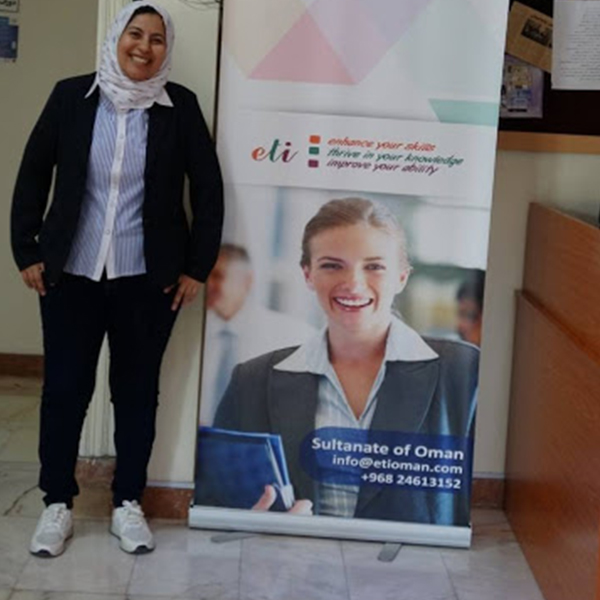 eti
enhance your skills
thrive in your knowledge
improve your ability
Sultanate of Oman
info@etioman.com
+968 24613152